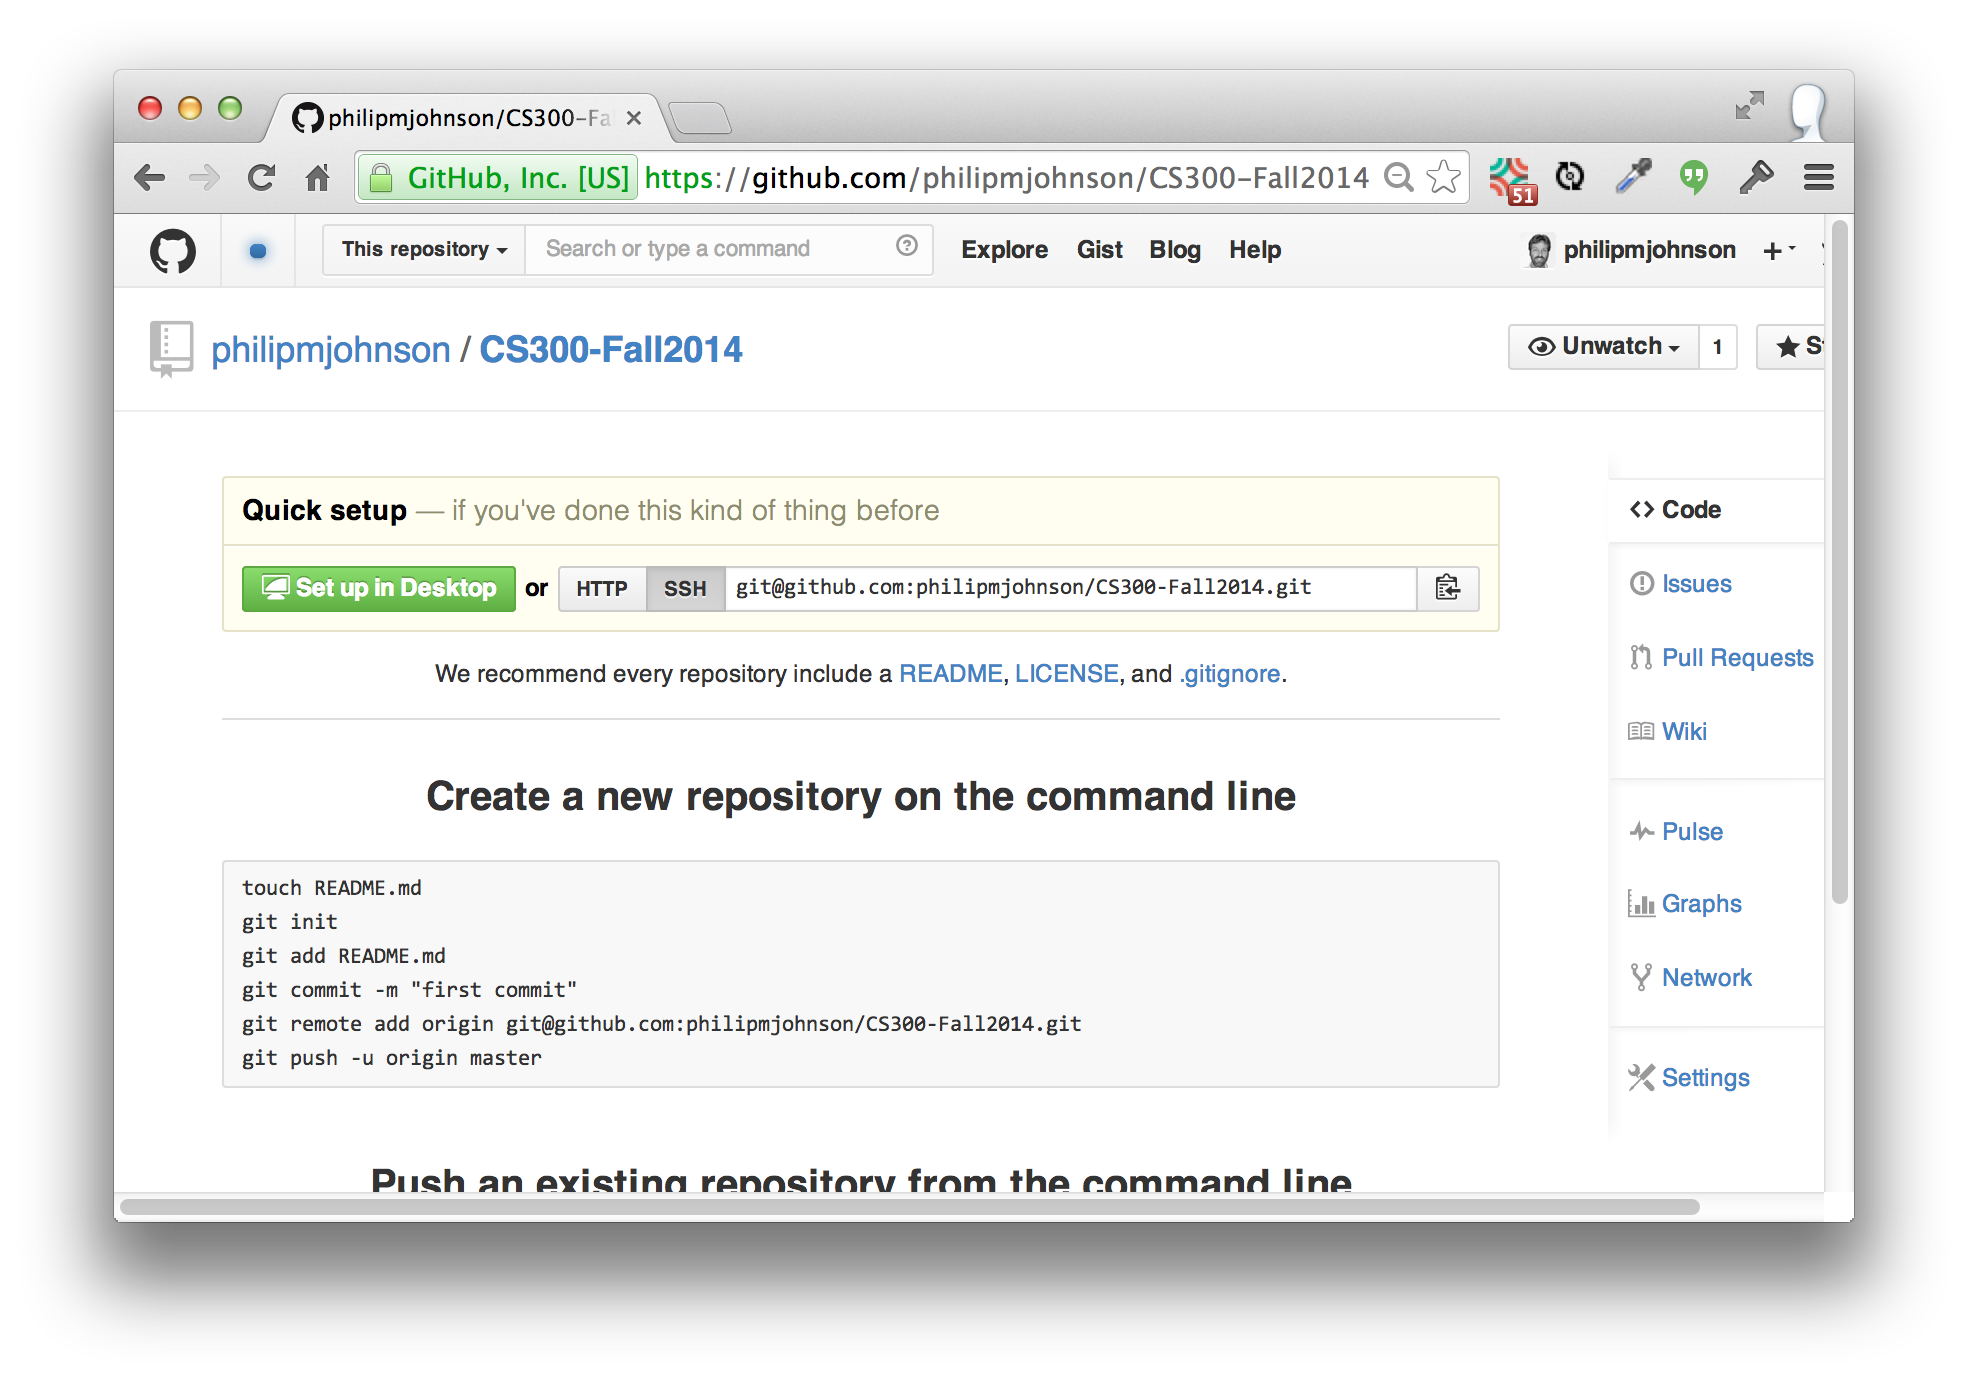 philipmjohnson/CS300-Fa
GitHub, Inc. [US] https://github.com/philipmjohnson/CS300-Fall2014
51
This repository Search or type a command Explore Gist Blog Help philipmjohnson
philipmjohnson / CS300-Fall2014
Unwatch 1
Quick setup — if you've done this kind of thing before
Set up in Desktop or HTTP SSH git@github.com:philipmjohnson/CS300-Fall2014.git
We recommend every repository include a README, LICENSE, and .gitignore.
Create a new repository on the command line
touch README.md
git init
git add README.md
git commit -m "first commit"
git remote add origin git@github.com:philipmjohnson/CS300-Fall2014.git
git push -u origin master
Push an existing repository from the command line
Code
Issues
Pull Requests
Wiki
Pulse
Graphs
Network
Settings